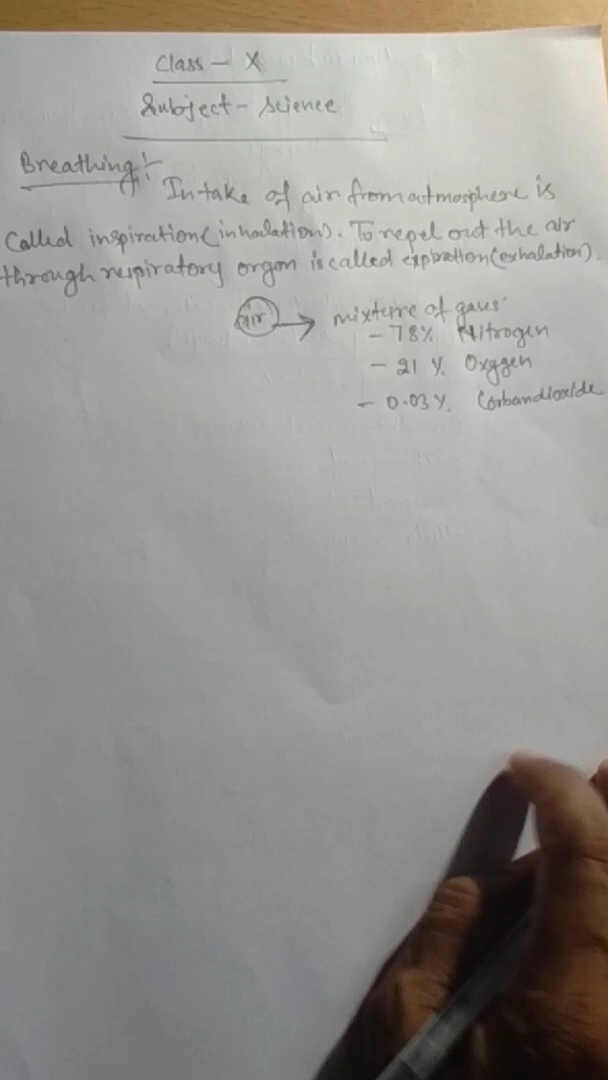 Class - X
Subject - Science
Breathing :-
Intake of air from atmosphere is
called inspiration (inhalation). To repel out the air
through respiratory organ is called expiration (exhalation).
air → mixture of gases
- 78% Nitrogen
- 21 % Oxygen
- 0.03 %. Carbandioxide